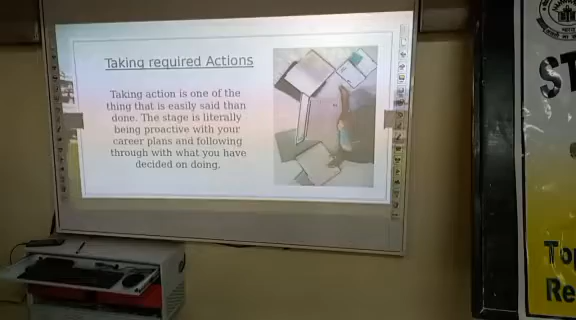 Taking required Actions
Taking action is one of the
thing that is easily said than
done. The stage is literally
being proactive with your
career plans and following
through with what you have
decided on doing.
ST
To
Re